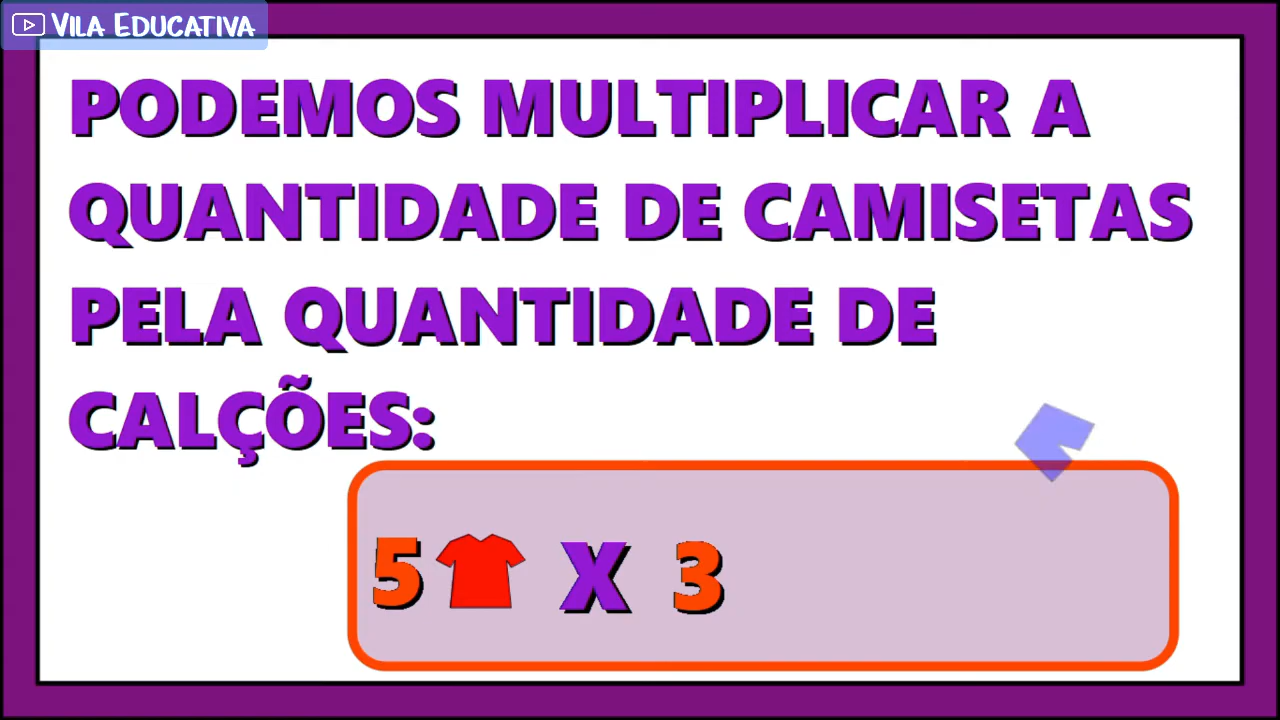 Vila Educativa
PODEMOS MULTIPLICAR A
QUANTIDADE DE CAMISETAS
PELA QUANTIDADE DE
CALÇÕES:
5 X 3